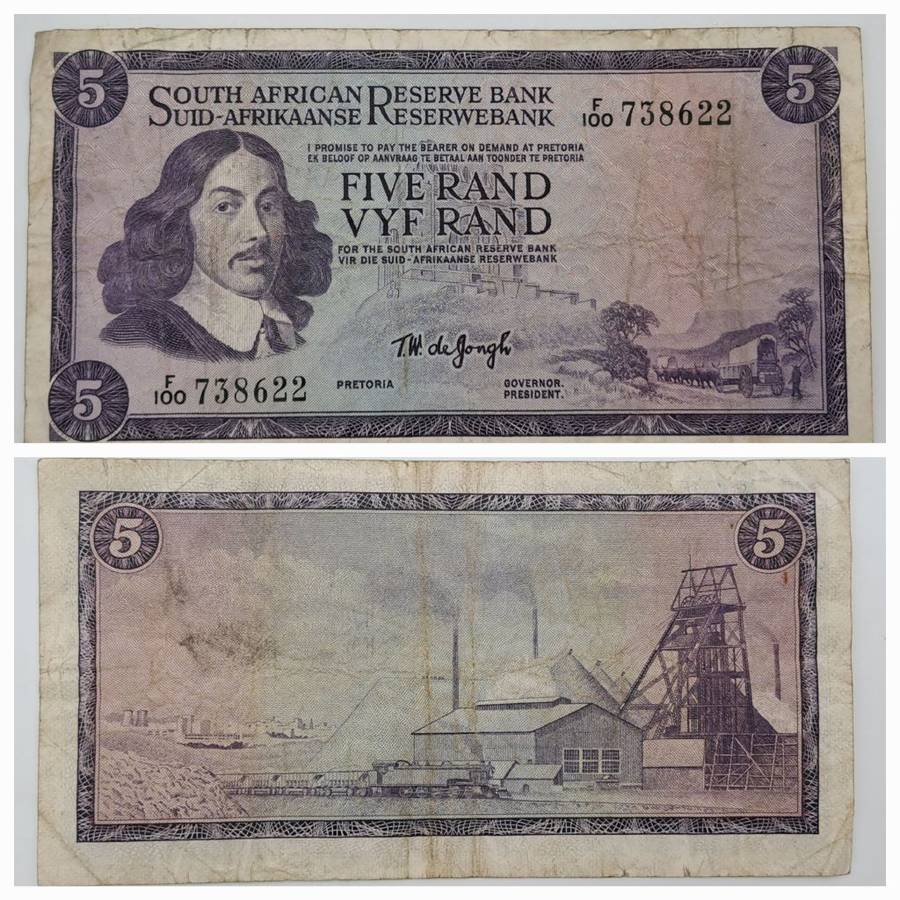 5
5
SOUTH AFRICAN RESERVE BANK
SUID-AFRIKAANSE RESERWEBANK
F/100 738622
I PROMISE TO PAY THE BEARER ON DEMAND AT PRETORIA
EK BELOOF OP AANVRAAG TE BETAAL AAN TOONDER TE PRETORIA
FIVE RAND
VYF RAND
FOR THE SOUTH AFRICAN RESERVE BANK
VIR DIE SUID-AFRIKAANSE RESERWEBANK
T.W. de Jongh
F/100 738622
PRETORIA
GOVERNOR.
PRESIDENT.
5
5
5